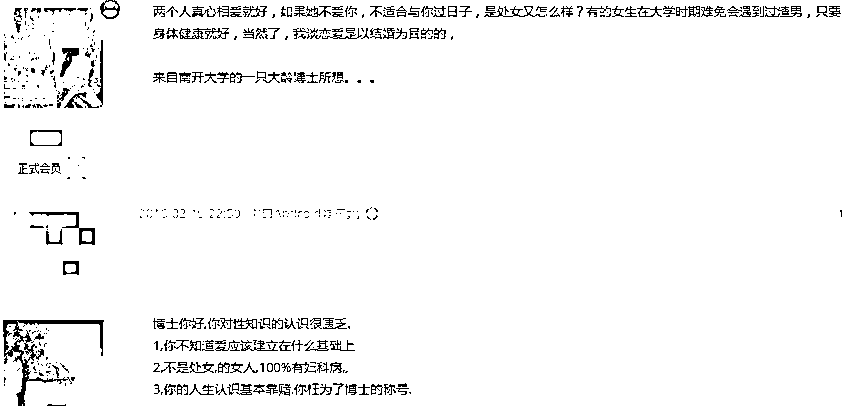 两个人真心相爱就好，如果她不爱你，不适合与你过日子，是处女又怎么样？有的女生在大学时期难免会遇到过渣男，只要
身体健康就好，当然了，我谈恋爱是以结婚为目的的，
来自南开大学的一只大龄博士所想。。。
正式会员
22:50
1
博士你好,你对性知识的认识很匮乏.
1,你不知道爱应该建立在什么基础上
2,不是处女,的女人,100%有妇科病,,
3,你的人生认识基本靠赌,你枉为了博士的称号.